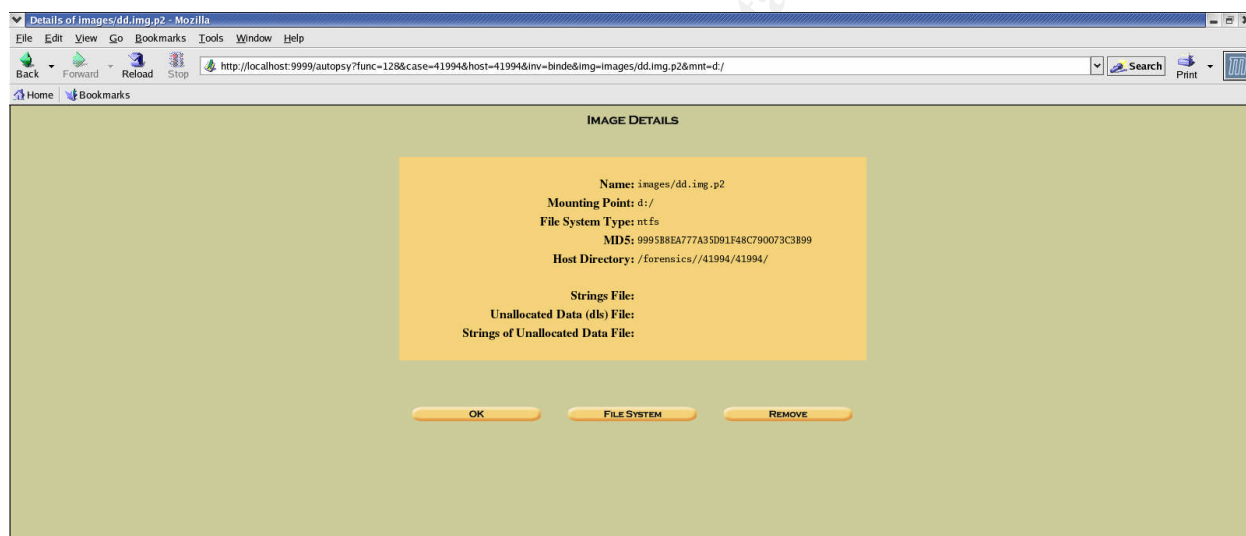 Details of images/dd.img.p2 - Mozilla
File Edit View Go Bookmarks Tools Window Help
Back Forward Reload Stop http://localhost:9999/autopsy?func=128&case=41994&host=41994&inv=binde&img=images/dd.img.p2&mnt=d:/ Search Print
Home Bookmarks
IMAGE DETAILS
Name: images/dd.img.p2
Mounting Point: d:/
File System Type: ntfs
MD5: 9995B8EA777A35D91F48C790073C3B99
Host Directory: /forensics//41994/41994/
Strings File:
Unallocated Data (dls) File:
Strings of Unallocated Data File:
OK FILE SYSTEM REMOVE